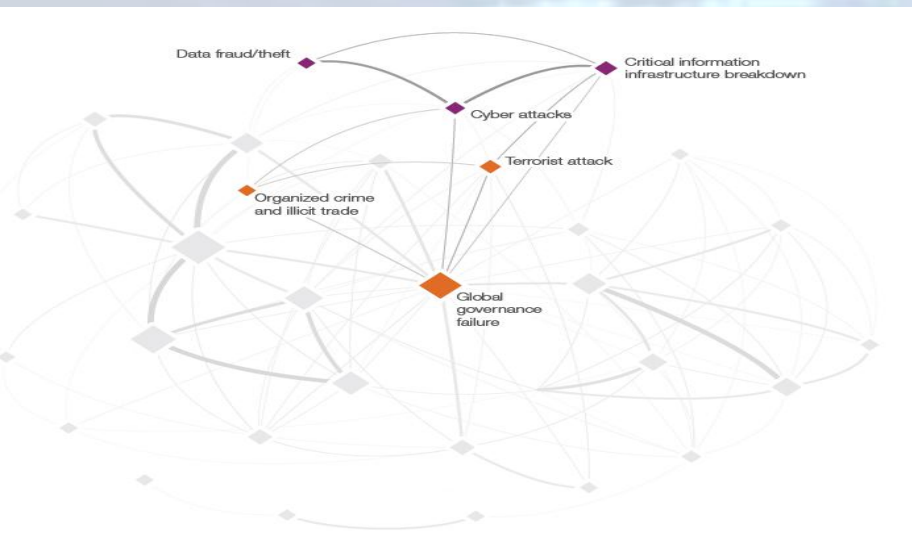 Data fraud/theft
Critical information
infrastructure breakdown
Cyber attacks
Terrorist attack
Organized crime
and illicit trade
Global
governance
failure